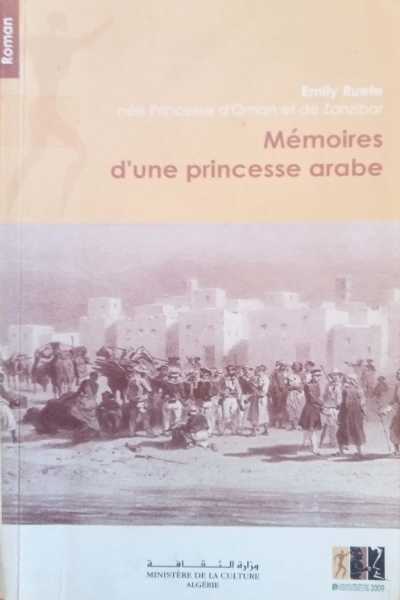 Roman
Emily Ruete
née Princesse d'Oman et de Zanzibar
Mémoires
d'une princesse arabe
وزارة الثقافة
MINISTÈRE DE LA CULTURE
ALGÉRIE
2009